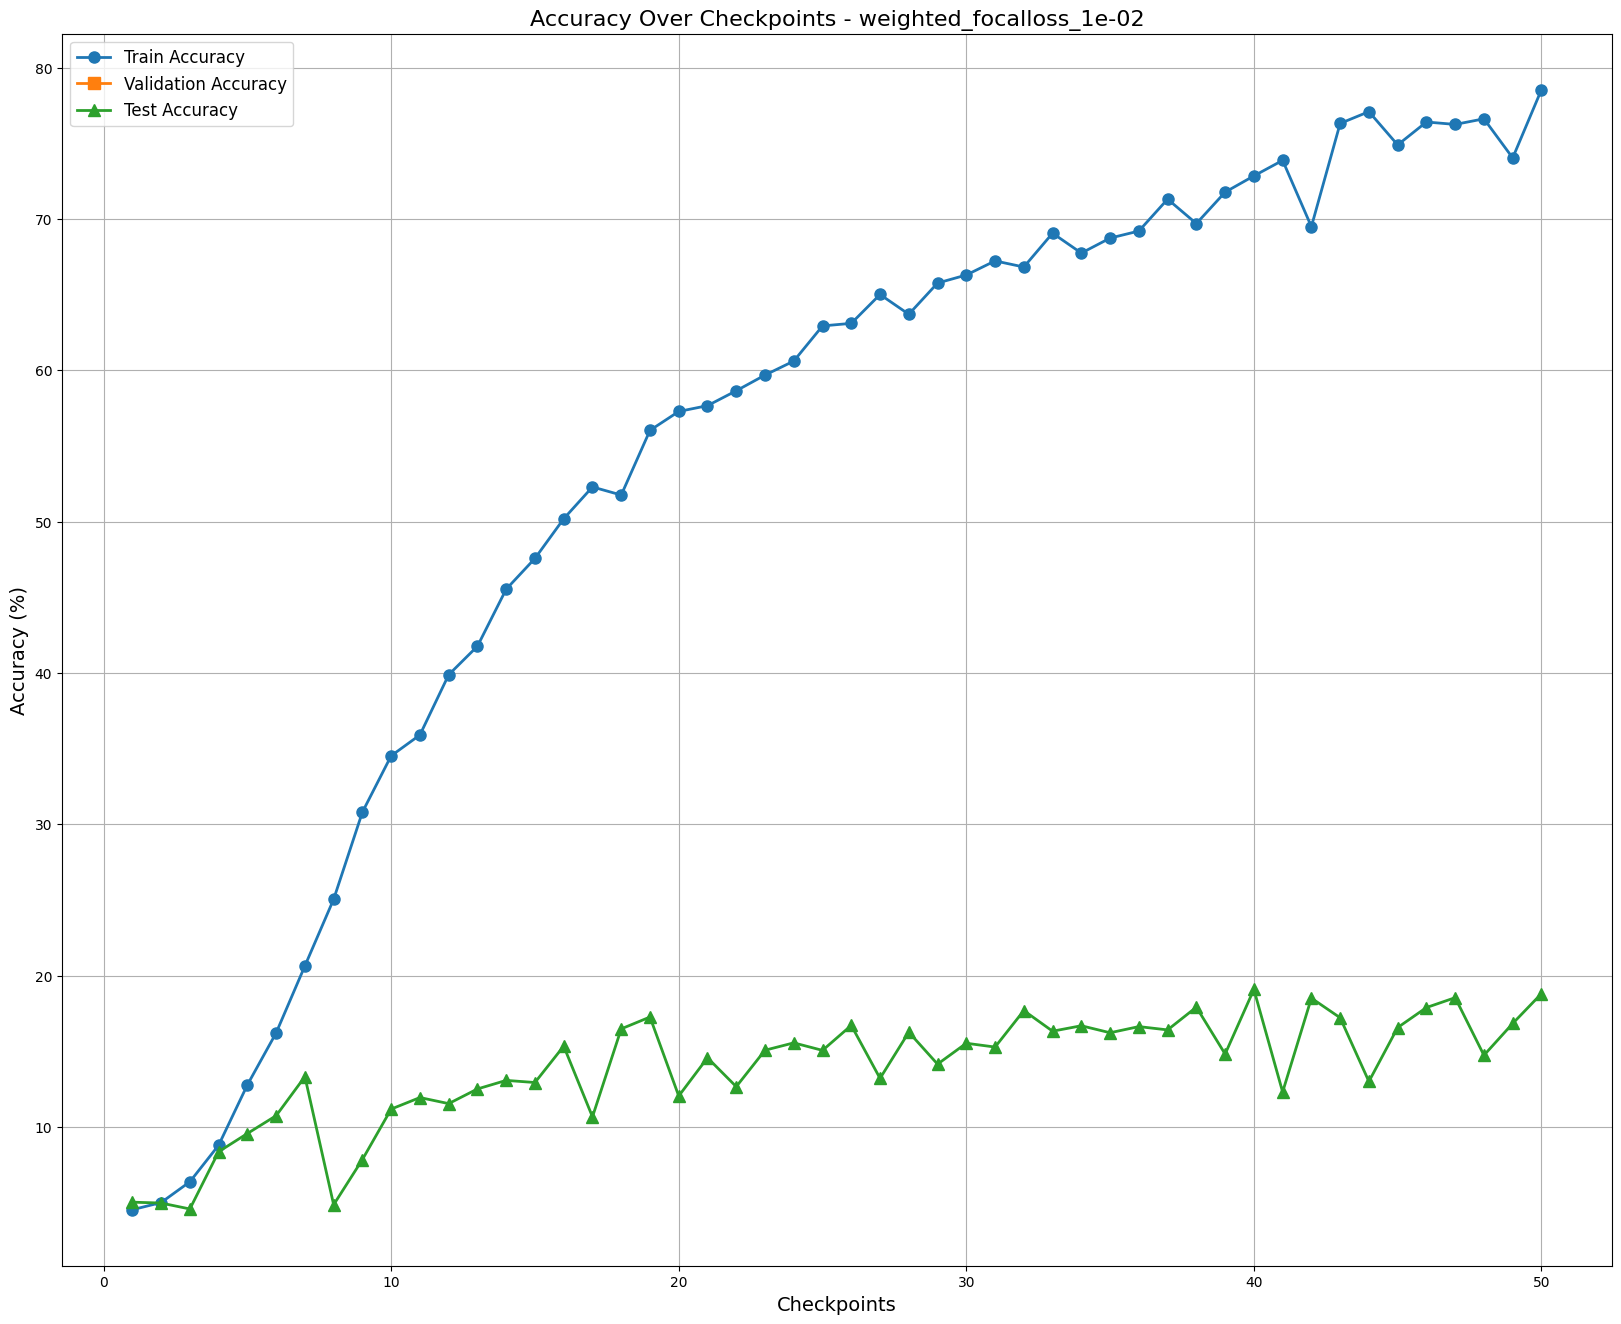 Accuracy Over Checkpoints - weighted_focalloss_1e-02
Train Accuracy
Validation Accuracy
Test Accuracy
Accuracy (%)
80
70
60
50
40
30
20
10
0 10 20 30 40 50
Checkpoints